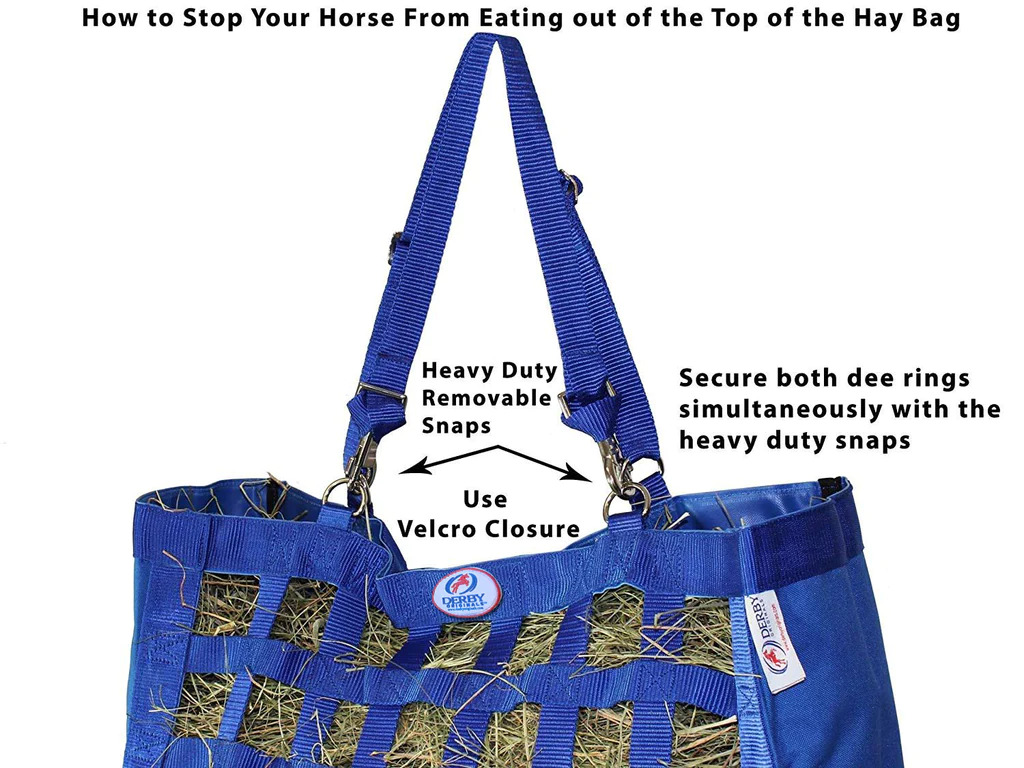 How to Stop Your Horse From Eating out of the Top of the Hay Bag
Heavy Duty
Removable
Snaps
Secure both dee rings
simultaneously with the
heavy duty snaps
Use
Velcro Closure
DERBY
ORIGINALS
DERBY
ORIGINALS